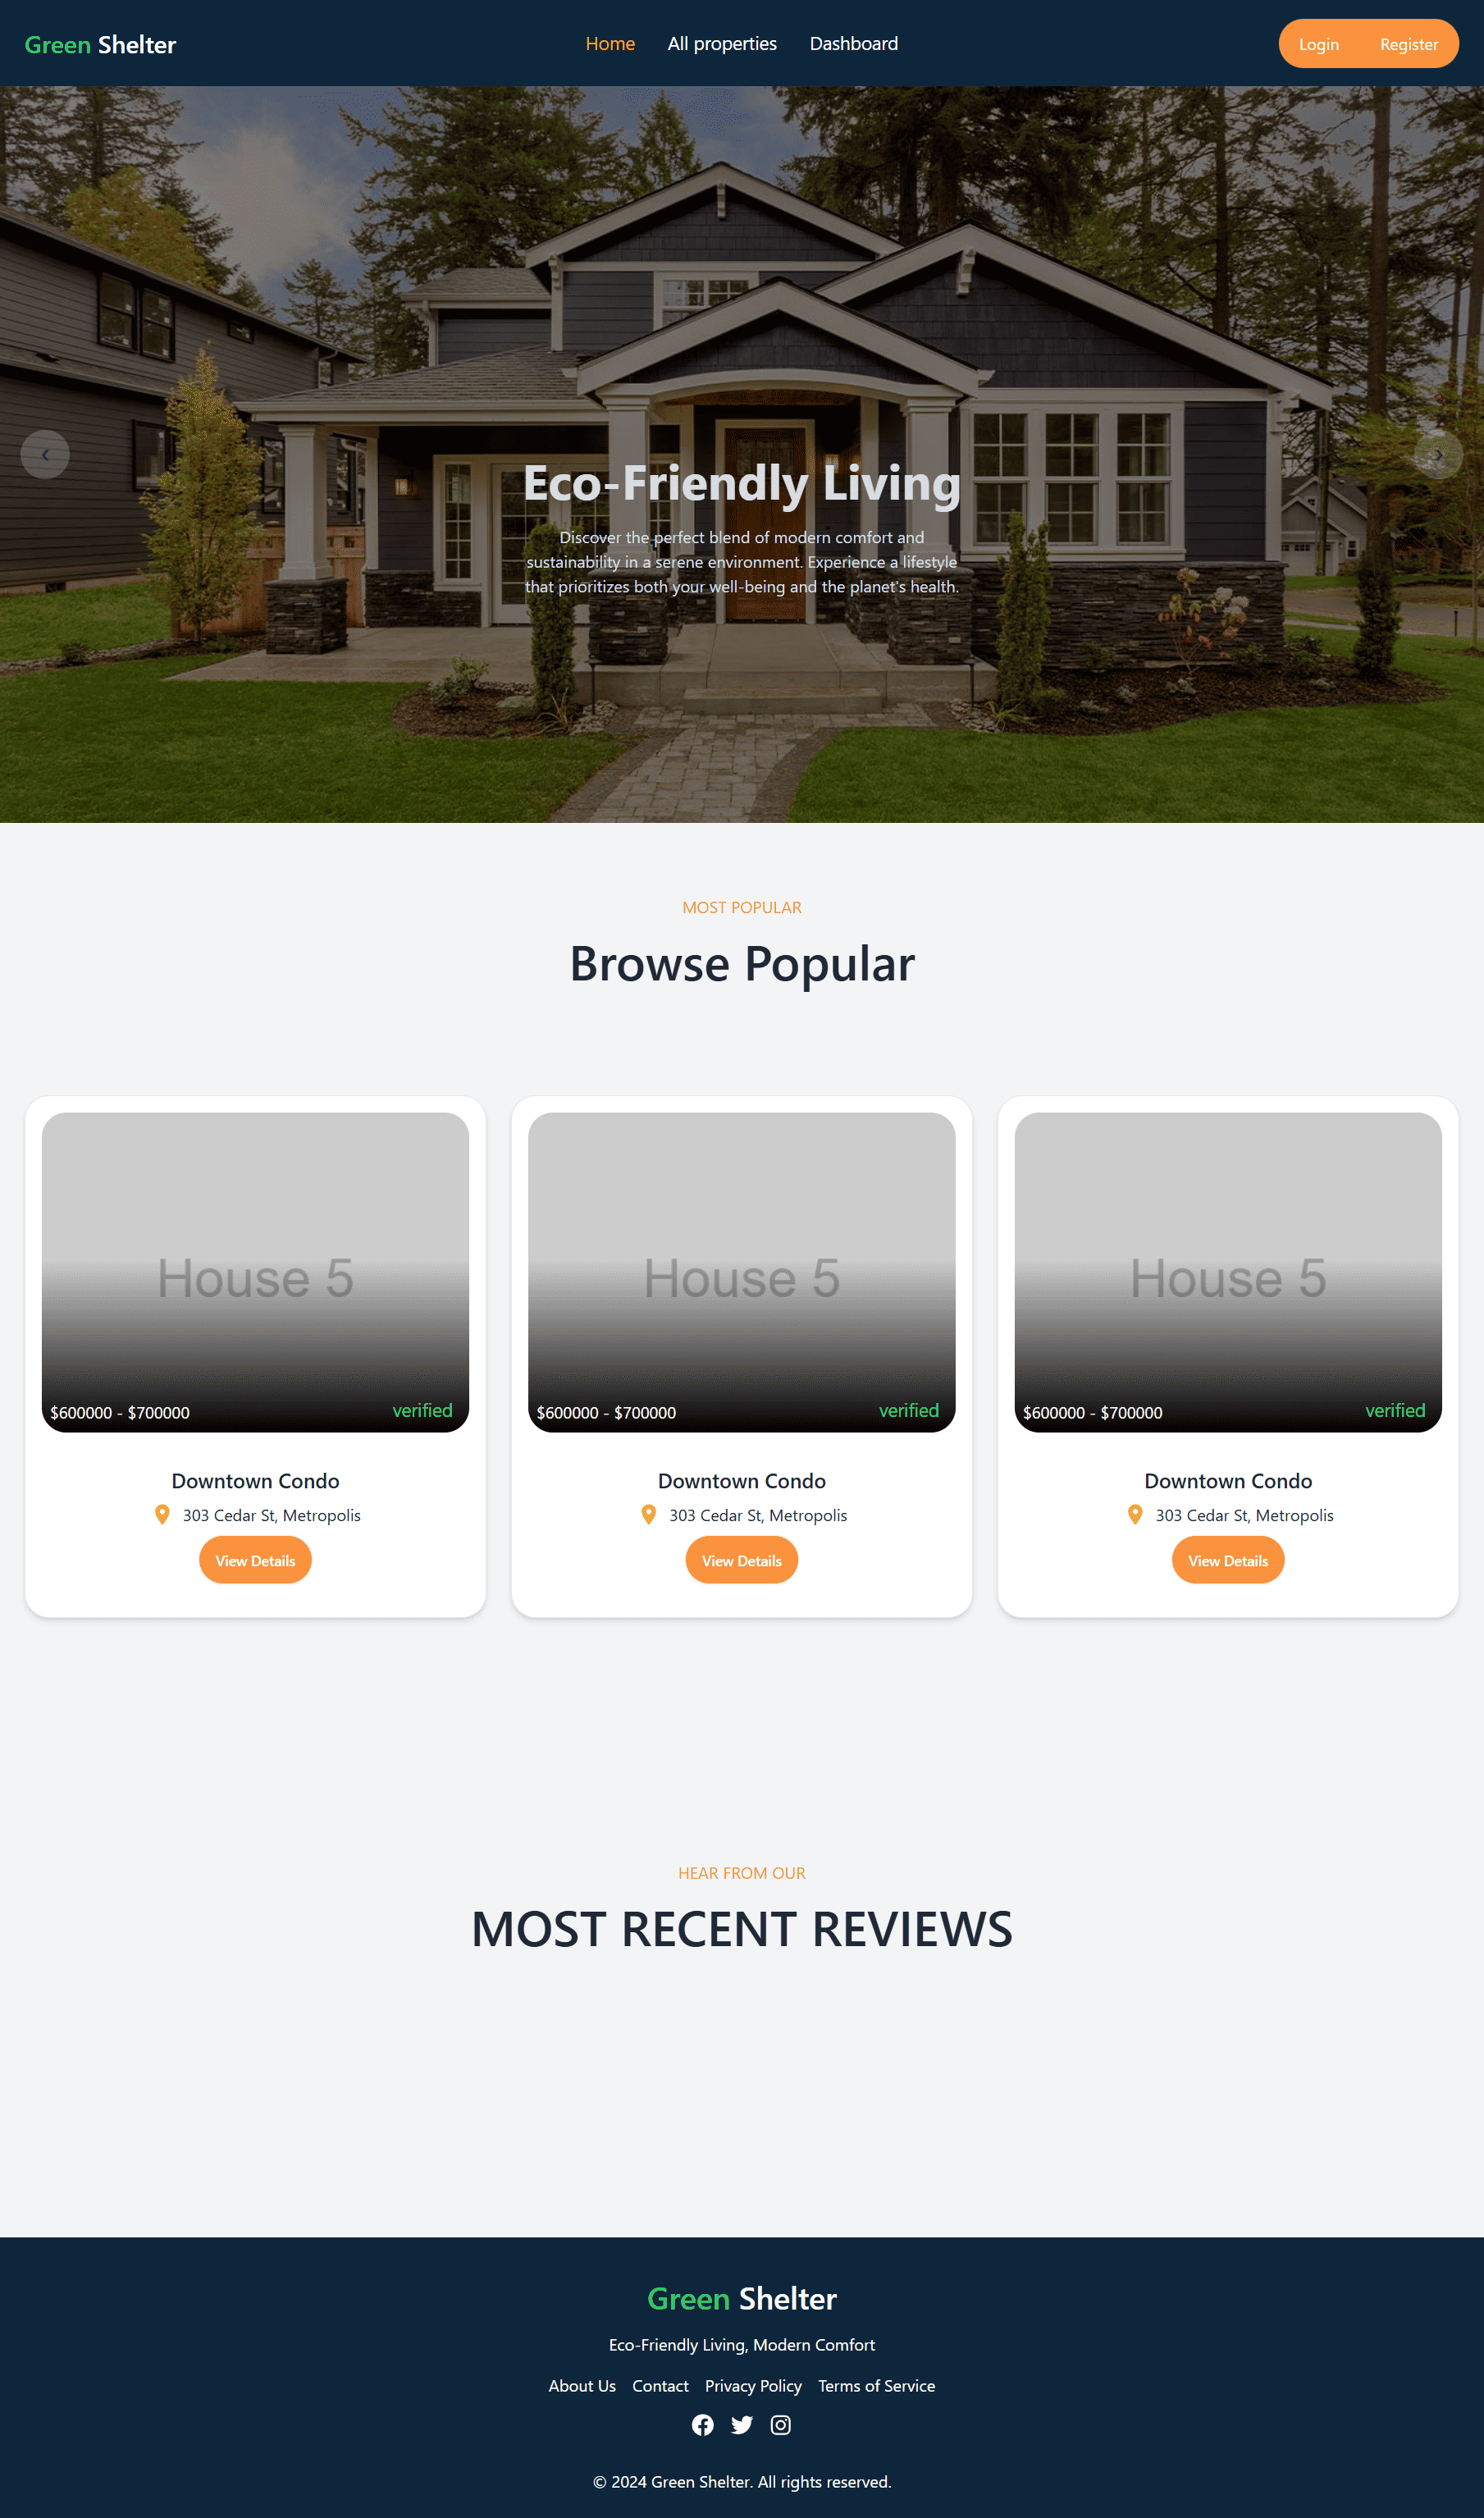 Green Shelter
Home
All properties
Dashboard
Login
Register
Eco-Friendly Living
Discover the perfect blend of modern comfort and
sustainability in a serene environment. Experience a lifestyle
that prioritizes both your well-being and the planet's health.
MOST POPULAR
Browse Popular
House 5
$600000 - $700000
verified
Downtown Condo
303 Cedar St, Metropolis
View Details
House 5
$600000 - $700000
verified
Downtown Condo
303 Cedar St, Metropolis
View Details
House 5
$600000 - $700000
verified
Downtown Condo
303 Cedar St, Metropolis
View Details
HEAR FROM OUR
MOST RECENT REVIEWS
Green Shelter
Eco-Friendly Living, Modern Comfort
About Us
Contact
Privacy Policy
Terms of Service
© 2024 Green Shelter. All rights reserved.